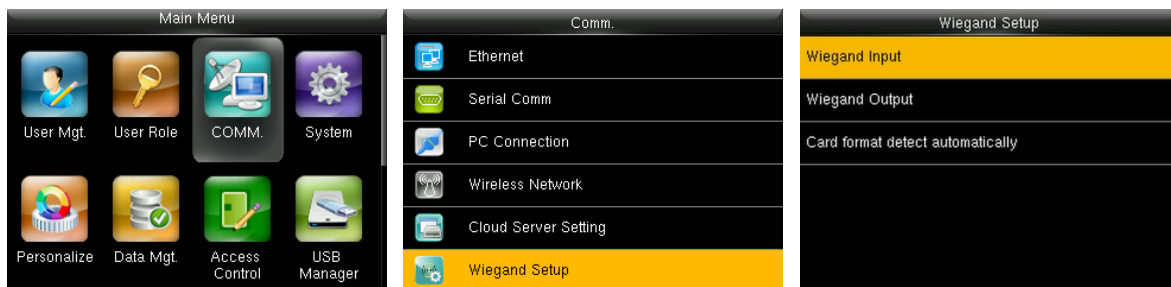 Main Menu
User Mgt.
User Role
COMM.
System
Personalize
Data Mgt.
Access
Control
USB
Manager
Comm.
Ethernet
Serial Comm
PC Connection
Wireless Network
Cloud Server Setting
Wiegand Setup
Wiegand Setup
Wiegand Input
Wiegand Output
Card format detect automatically